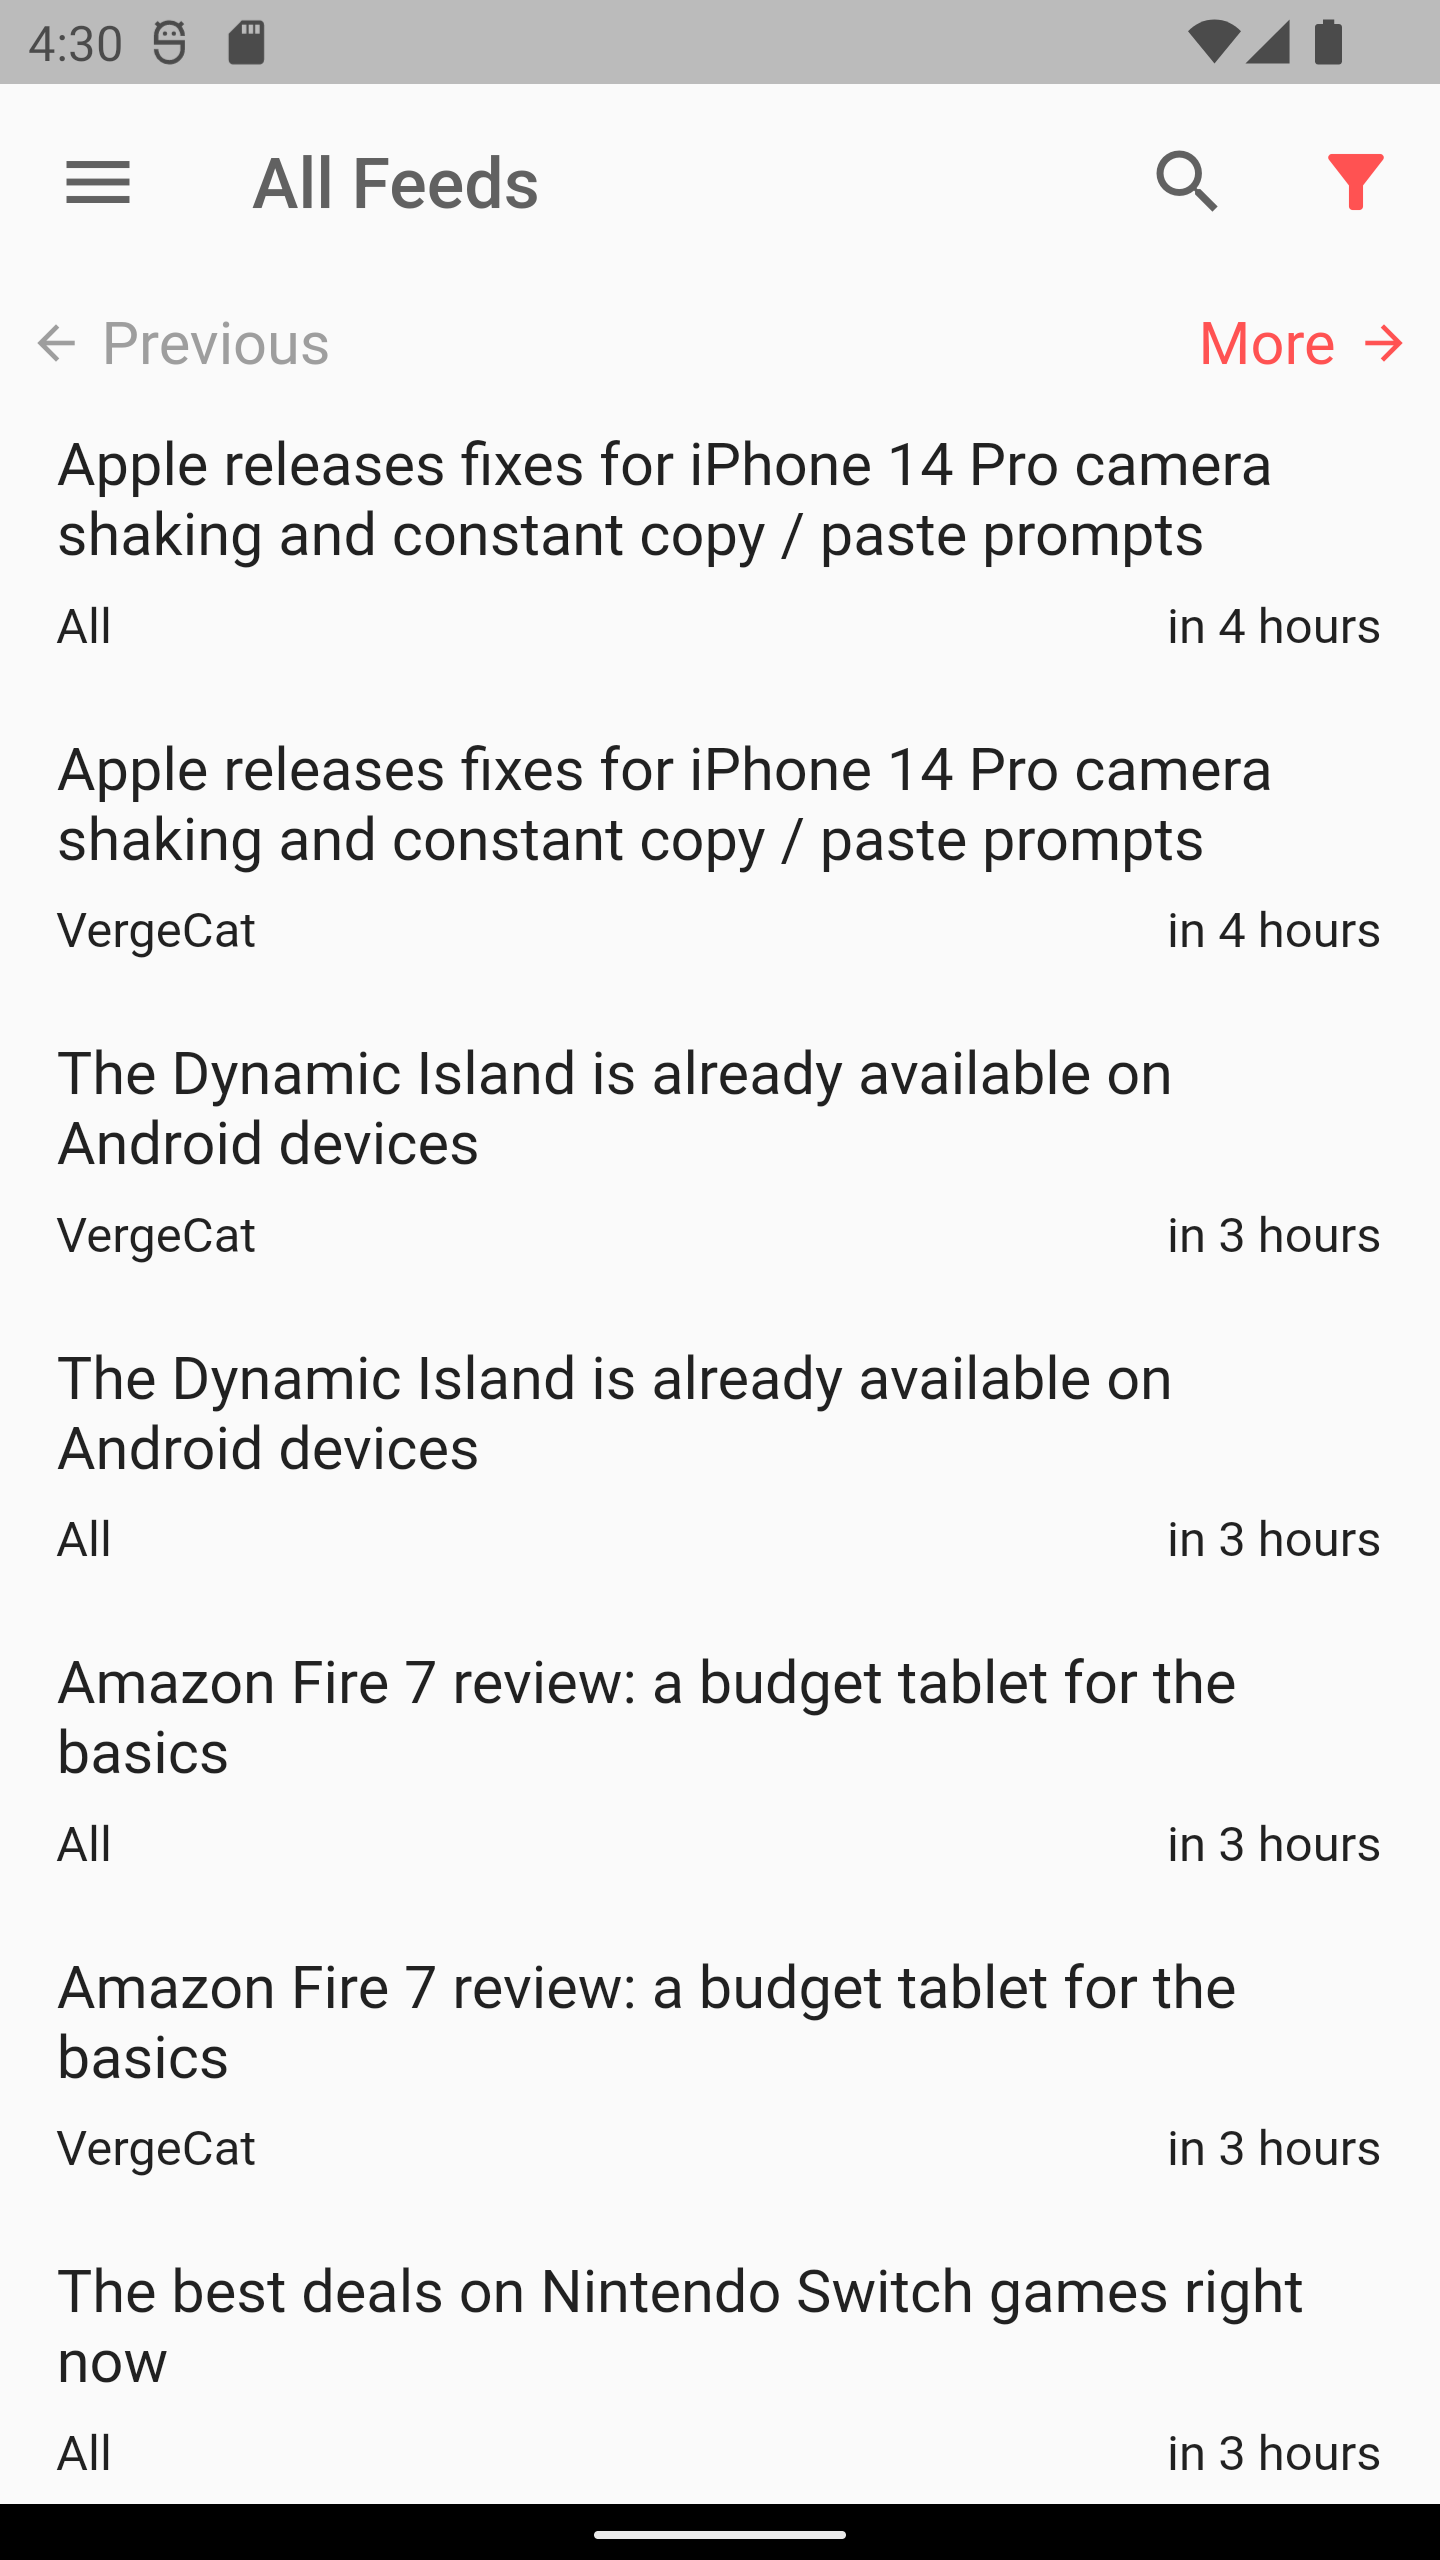 4:30
All Feeds
Previous
More
Apple releases fixes for iPhone 14 Pro camera
shaking and constant copy / paste prompts
All
in 4 hours
Apple releases fixes for iPhone 14 Pro camera
shaking and constant copy / paste prompts
VergeCat
in 4 hours
The Dynamic Island is already available on
Android devices
VergeCat
in 3 hours
The Dynamic Island is already available on
Android devices
All
in 3 hours
Amazon Fire 7 review: a budget tablet for the
basics
All
in 3 hours
Amazon Fire 7 review: a budget tablet for the
basics
VergeCat
in 3 hours
The best deals on Nintendo Switch games right
now
All
in 3 hours